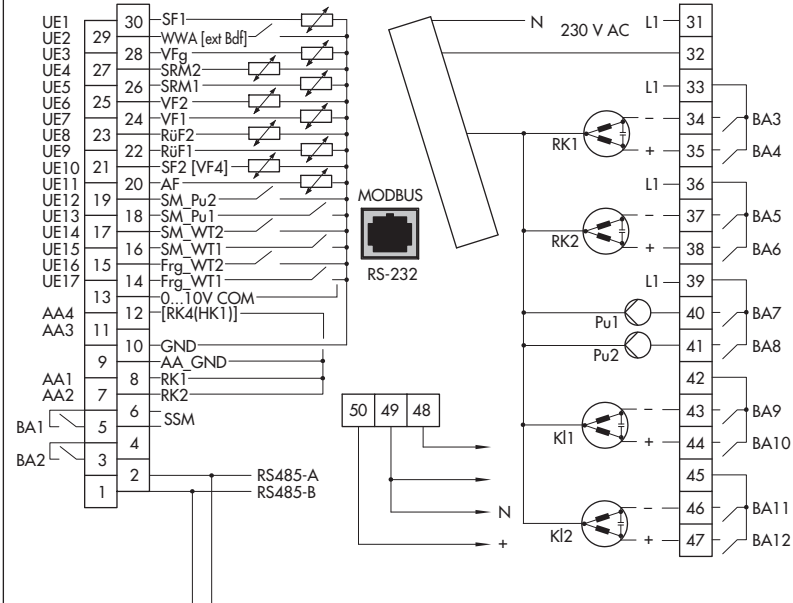 UE1 30 SF1
UE2 29 WWA [ext Bdf]
UE3 28 VFg
UE4 27 SRM2
UE5 26 SRM1
UE6 25 VF2
UE7 24 VF1
UE8 23 RüF2
UE9 22 RüF1
UE10 21 SF2 [VF4]
UE11 20 AF
UE12 19 SM_Pu2
UE13 18 SM_Pu1
UE14 17 SM_WT2
UE15 16 SM_WT1
UE16 15 Frg_WT2
UE17 14 Frg_WT1
13 0...10V COM
AA4 12 [RK4(HK1)]
AA3 11
10 GND
9 AA_GND
AA1 8 RK1
AA2 7 RK2
6 SSM
BA1 5
4
BA2 3
2 RS485-A
1 RS485-B
MODBUS
RS-232
50 49 48
N
+
N 230 V AC L1 31
32
L1 33
RK1 – 34 BA3
+ 35 BA4
L1 36
RK2 – 37 BA5
+ 38 BA6
L1 39
Pu1 40 BA7
Pu2 41 BA8
42
Kl1 – 43 BA9
+ 44 BA10
45
Kl2 – 46 BA11
+ 47 BA12